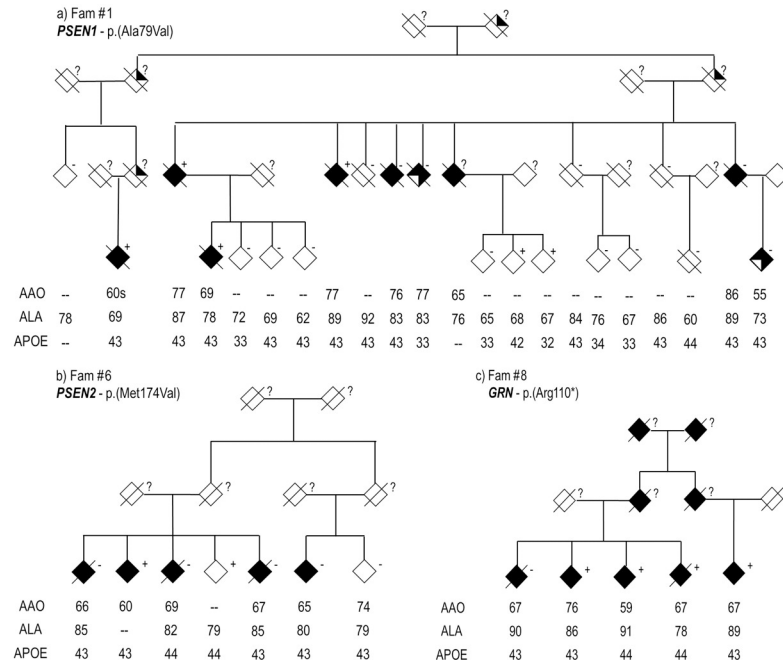 a) Fam #1
PSEN1 - p.(Ala79Val)
? ?
? ? ? ?
- ? ? + ? + - - - ? ? - ? - ? -
+ + - - - - + + - - - -
AAO -- 60s 77 69 -- -- -- 77 -- 76 77 65 -- -- -- -- -- -- -- -- 86 55
ALA 78 69 87 78 72 69 62 89 92 83 83 76 65 68 67 84 76 67 86 60 89 73
APOE -- 43 43 43 33 43 43 43 43 43 33 -- 33 42 32 43 34 33 43 44 43 43
b) Fam #6
PSEN2 - p.(Met174Val)
? ?
? ? ? ?
- + - + - - -
AAO 66 60 69 -- 67 65 74
ALA 85 -- 82 79 85 80 79
APOE 43 43 44 44 43 43 43
c) Fam #8
GRN - p.(Arg110*)
? ?
? ? ? ?
- + + + +
AAO 67 76 59 67 67
ALA 90 86 91 78 89
APOE 43 43 44 44 43